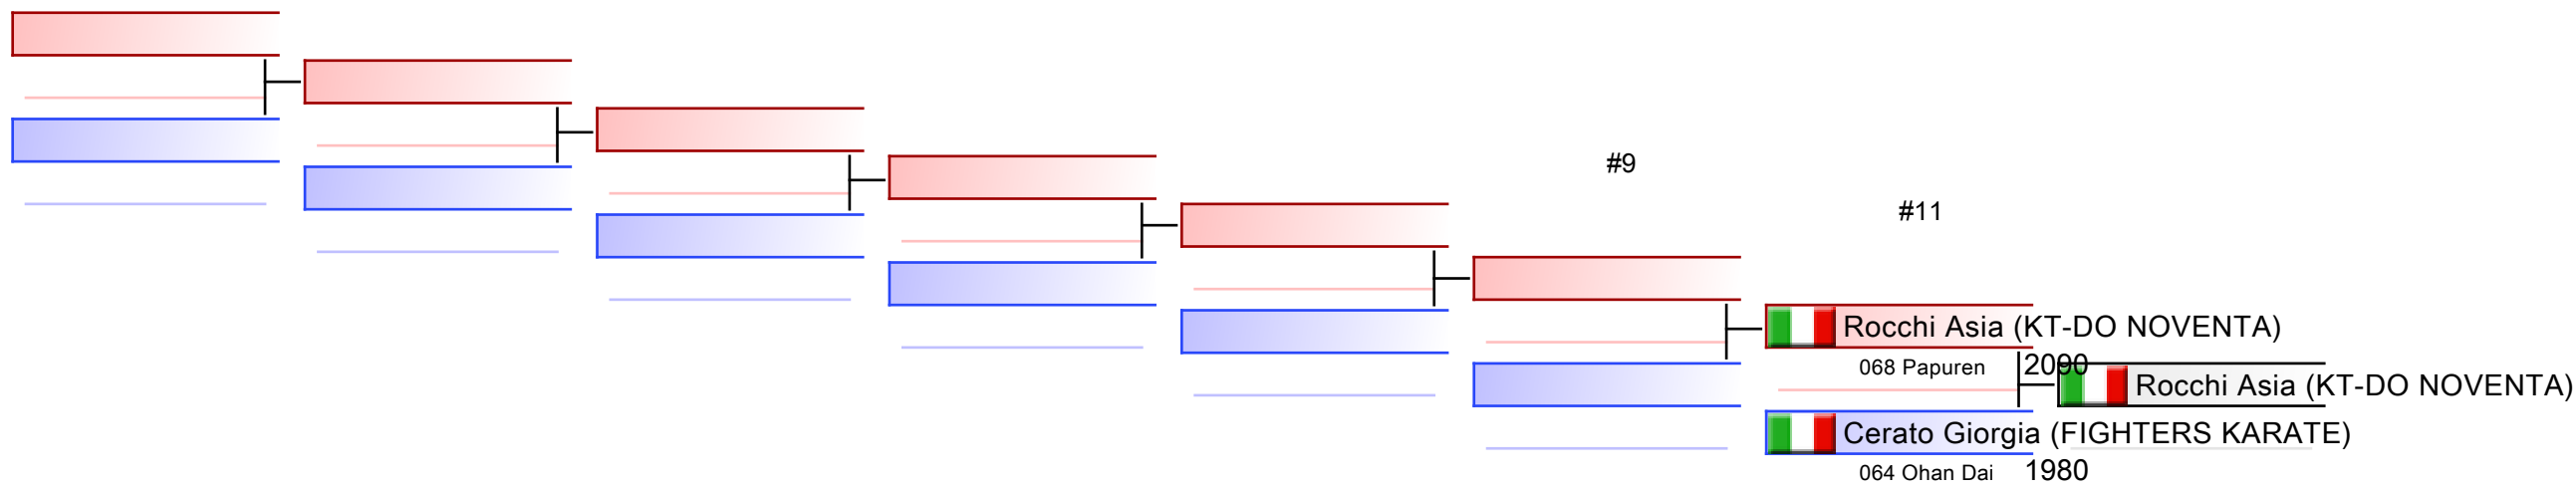 #9
#11
Rocchi Asia (KT-DO NOVENTA)
068 Papuren 2090
Rocchi Asia (KT-DO NOVENTA)
Cerato Giorgia (FIGHTERS KARATE)
064 Ohan Dai 1980